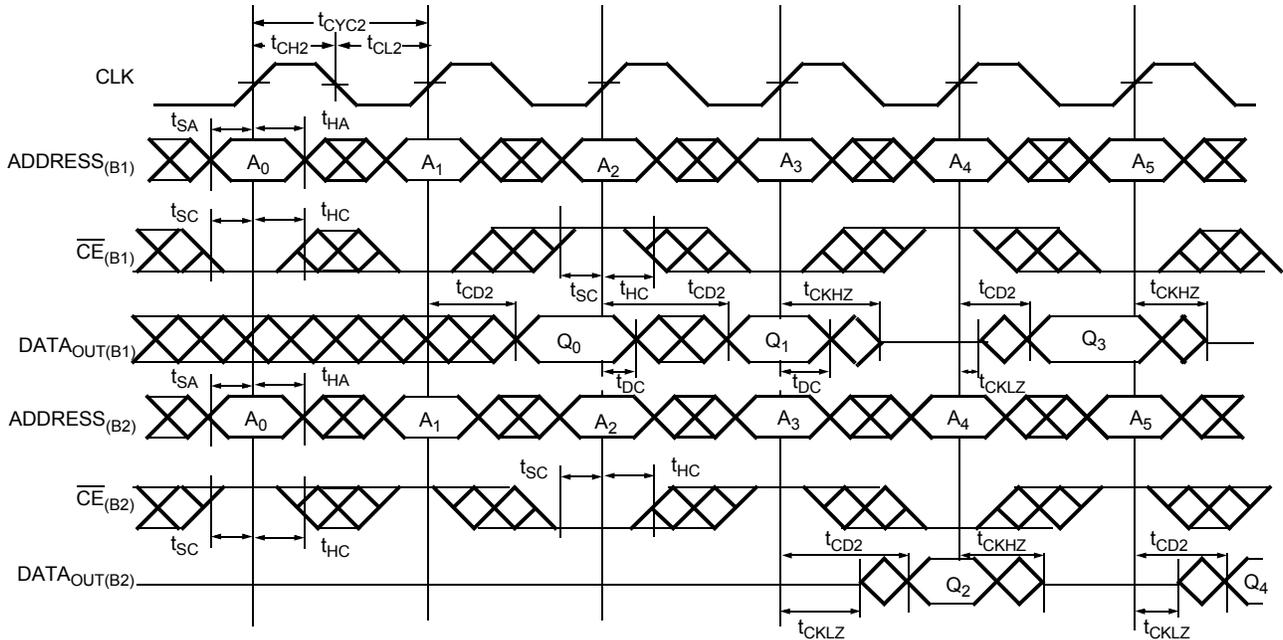 tCYC2
tCH2 tCL2
CLK
tSA tHA
ADDRESS(B1) A0 A1 A2 A3 A4 A5
tSC tHC
CE(B1)
tSC tHC tCD2 tCD2 tCKHZ tCD2 tCKHZ
DATAOUT(B1) Q0 Q1 Q3
tSA tHA tDC tDC tCKLZ
ADDRESS(B2) A0 A1 A2 A3 A4 A5
tSC tHC
CE(B2)
tSC tHC tCD2 tCKHZ tCD2
DATAOUT(B2) Q2 Q4
tCKLZ tCKLZ